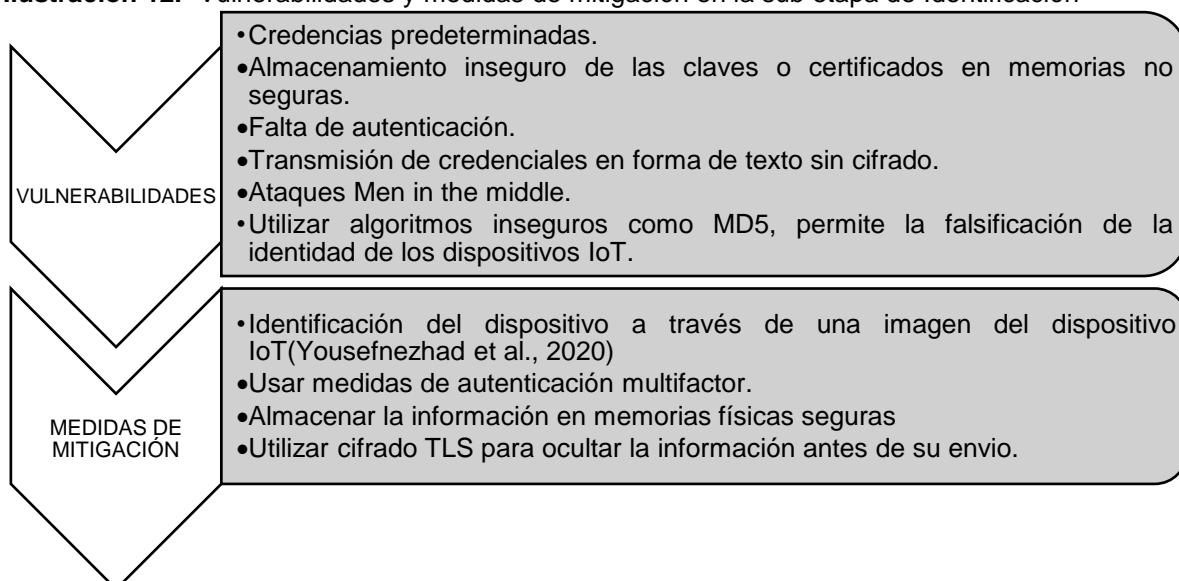 Ilustración 12. Vulnerabilidades y medidas de mitigación en la sub etapa de Identificación
•Credencias predeterminadas.
•Almacenamiento inseguro de las claves o certificados en memorias no
seguras.
•Falta de autenticación.
•Transmisión de credenciales en forma de texto sin cifrado.
VULNERABILIDADES
•Ataques Men in the middle.
•Utilizar algoritmos inseguros como MD5, permite la falsificación de la
identidad de los dispositivos IoT.
•Identificación del dispositivo a través de una imagen del dispositivo
IoT(Yousefnezhad et al., 2020)
•Usar medidas de autenticación multifactor.
MEDIDAS DE
MITIGACIÓN
•Almacenar la información en memorias físicas seguras
•Utilizar cifrado TLS para ocultar la información antes de su envio.